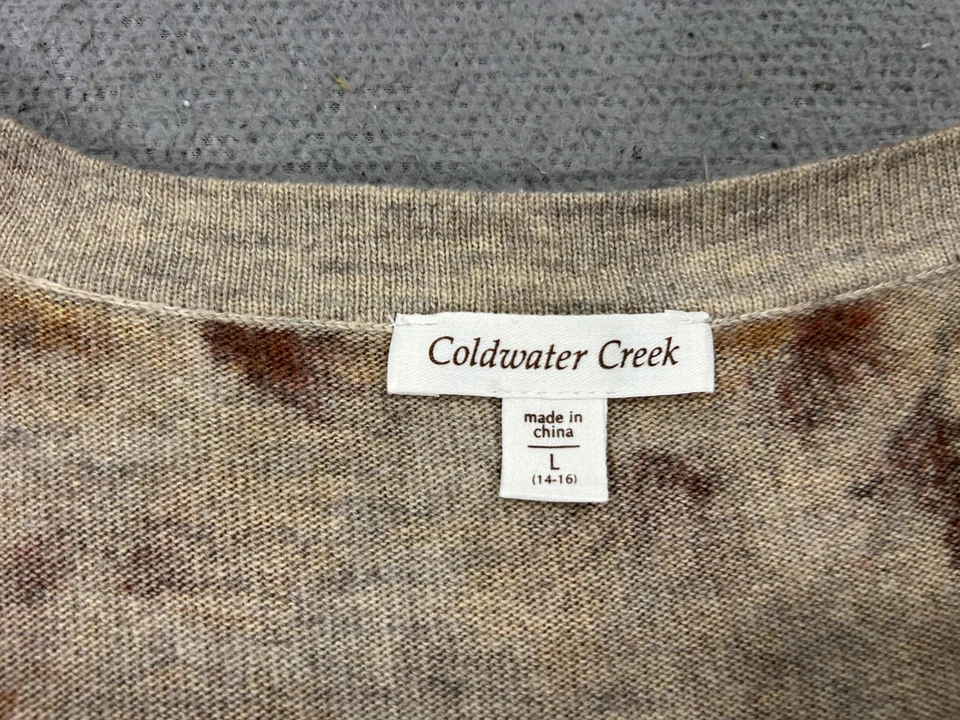 Coldwater Creek
made in
china
L
(14-16)